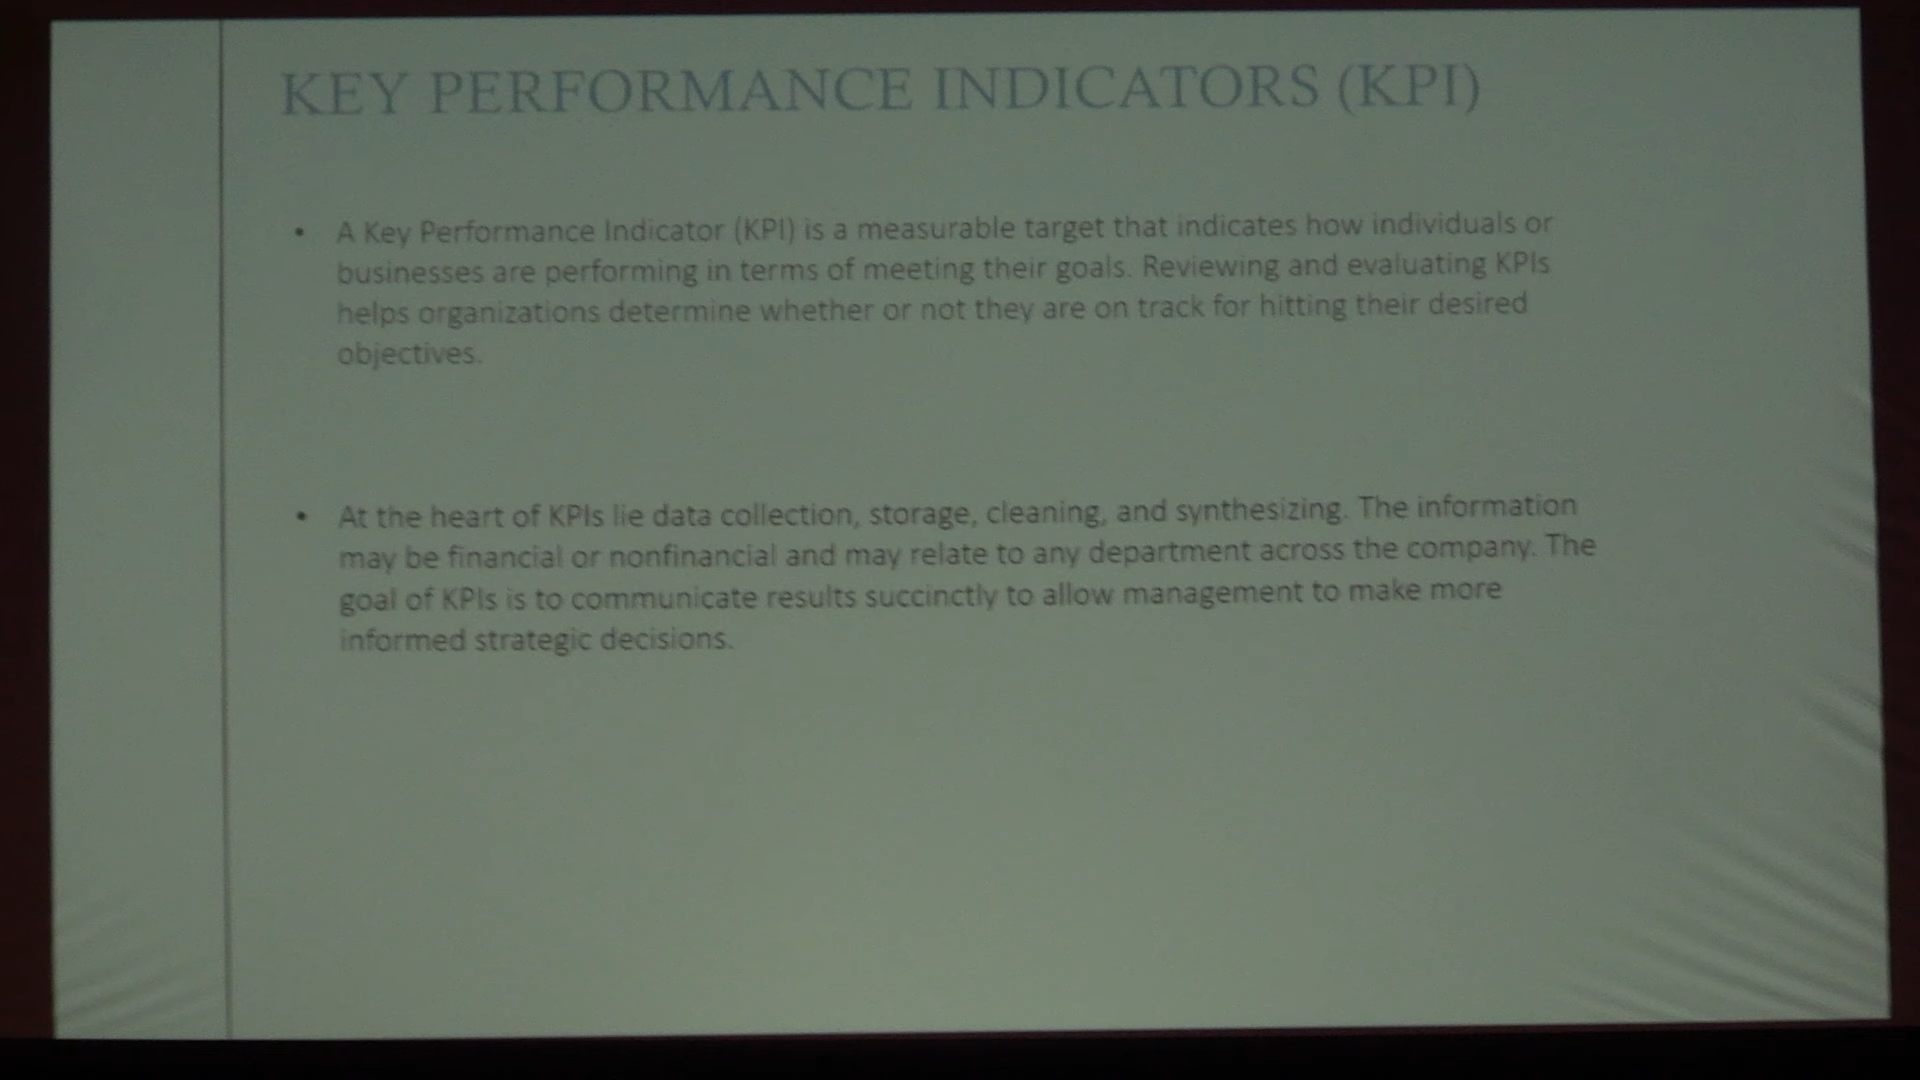 KEY PERFORMANCE INDICATORS (KPI)
• A Key Performance Indicator (KPI) is a measurable target that indicates how individuals or
businesses are performing in terms of meeting their goals. Reviewing and evaluating KPIs
helps organizations determine whether or not they are on track for hitting their desired
objectives.
• At the heart of KPIs lie data collection, storage, cleaning, and synthesizing. The information
may be financial or nonfinancial and may relate to any department across the company. The
goal of KPIs is to communicate results succinctly to allow management to make more
informed strategic decisions.